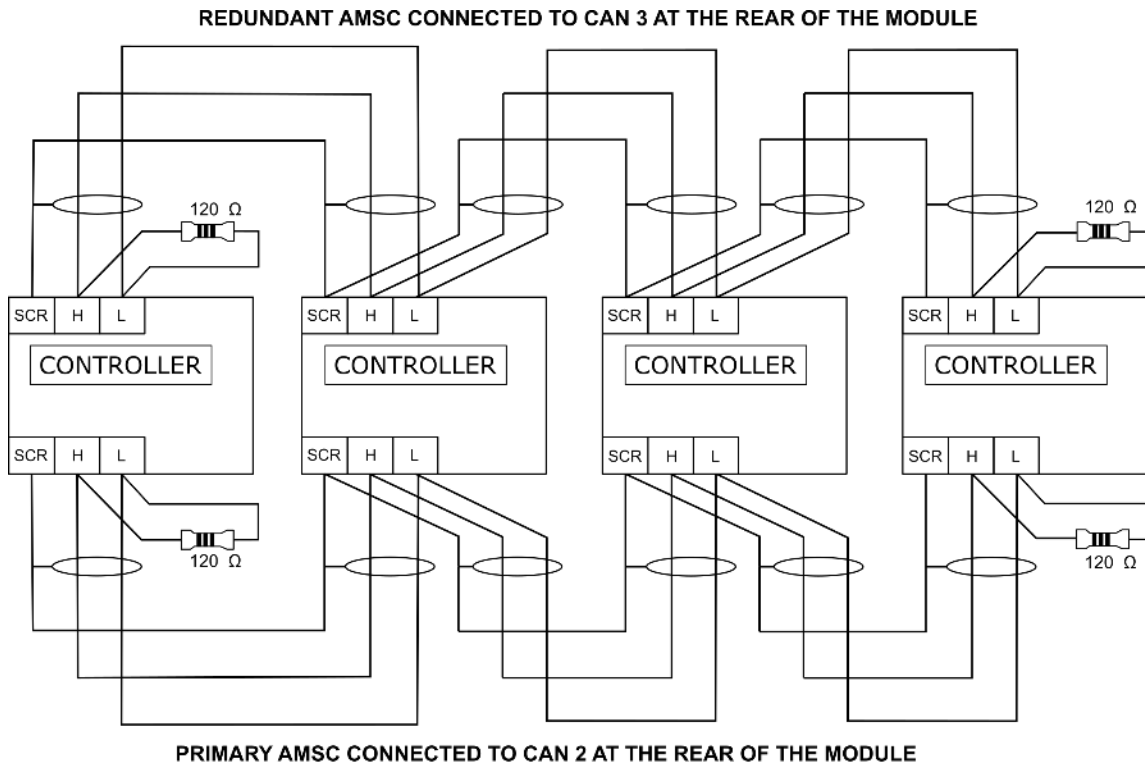 REDUNDANT AMSC CONNECTED TO CAN 3 AT THE REAR OF THE MODULE
120 Ω
120 Ω
SCR H L SCR H L SCR H L SCR H L
CONTROLLER CONTROLLER CONTROLLER CONTROLLER
SCR H L SCR H L SCR H L SCR H L
120 Ω
120 Ω
PRIMARY AMSC CONNECTED TO CAN 2 AT THE REAR OF THE MODULE